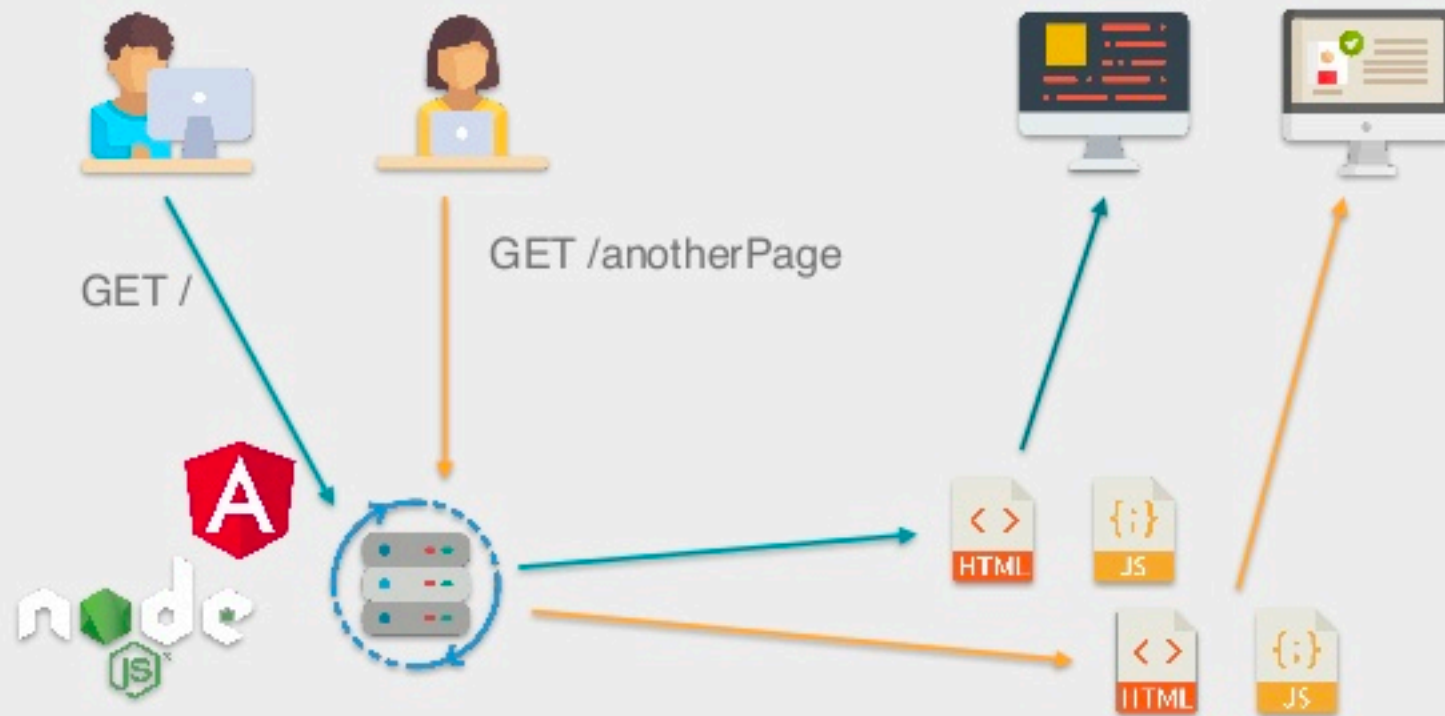 GET /anotherPage
GET /
A
node
JS
< >
HTML
{;}
JS
< >
HTML
{;}
JS